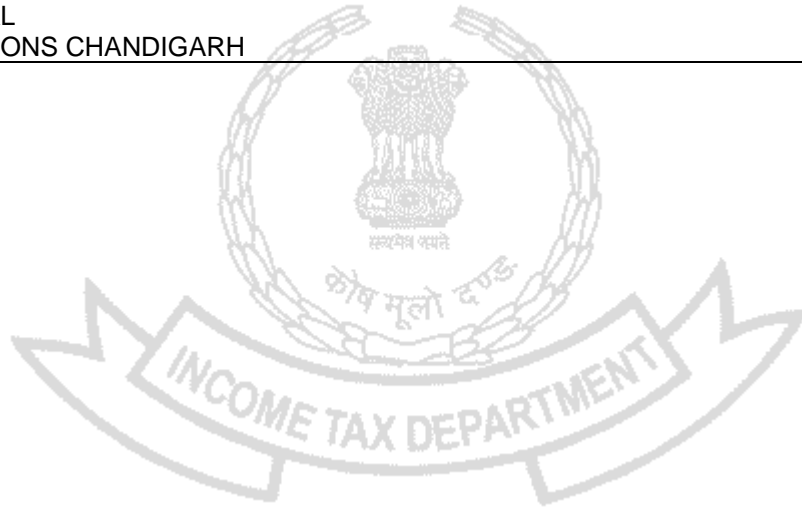 L
ONS CHANDIGARH
सत्यमेव जयते
कोष मूलो दण्डः
INCOME TAX DEPARTMENT